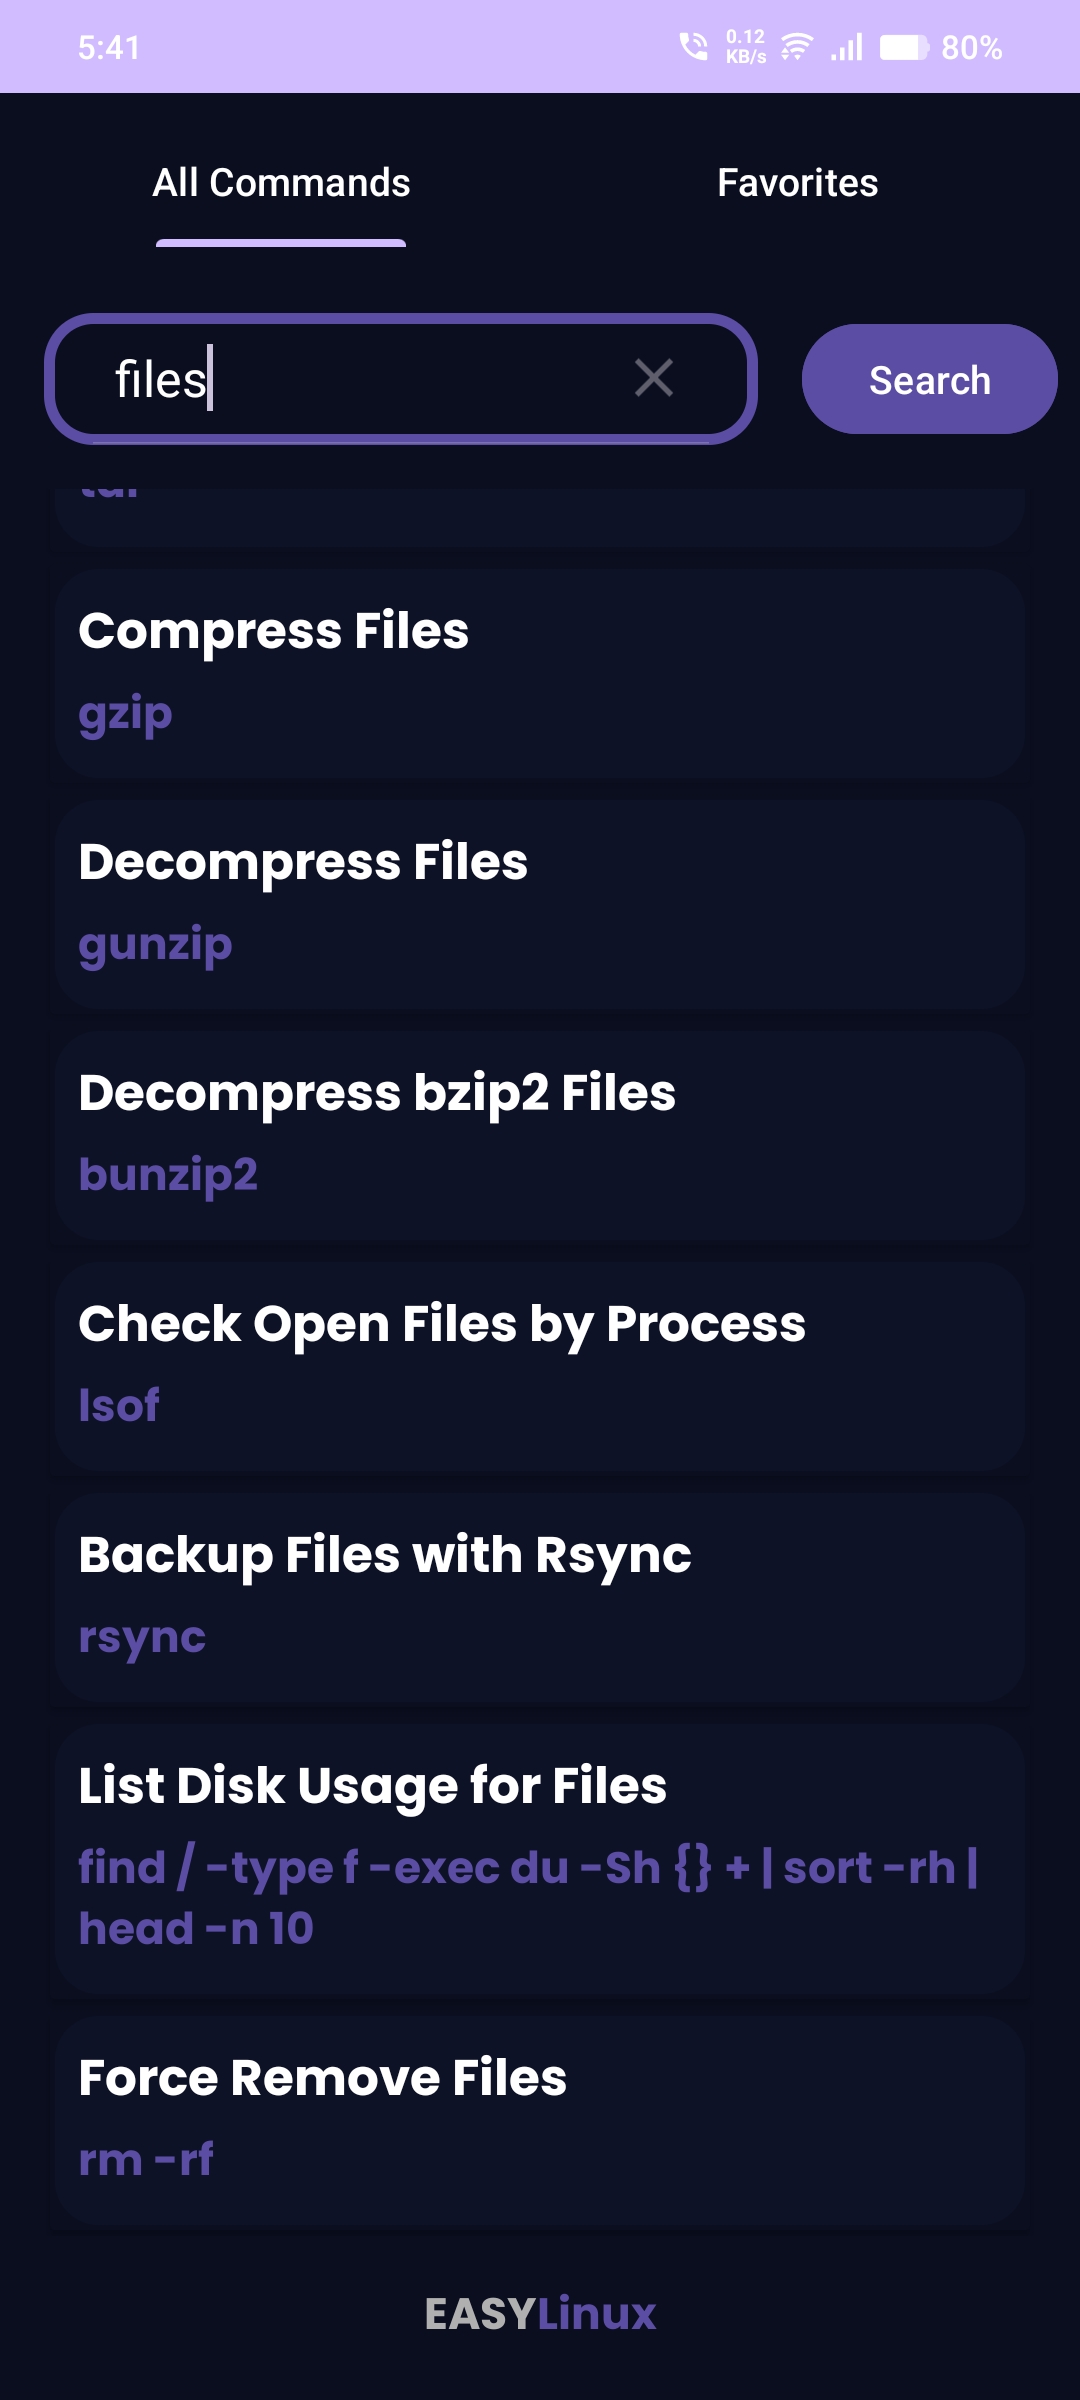 5:41
0.12
KB/s
80%
All Commands
Favorites
files
Search
Compress Files
gzip
Decompress Files
gunzip
Decompress bzip2 Files
bunzip2
Check Open Files by Process
lsof
Backup Files with Rsync
rsync
List Disk Usage for Files
find / -type f -exec du -Sh {} + | sort -rh |
head -n 10
Force Remove Files
rm -rf
EASYLinux